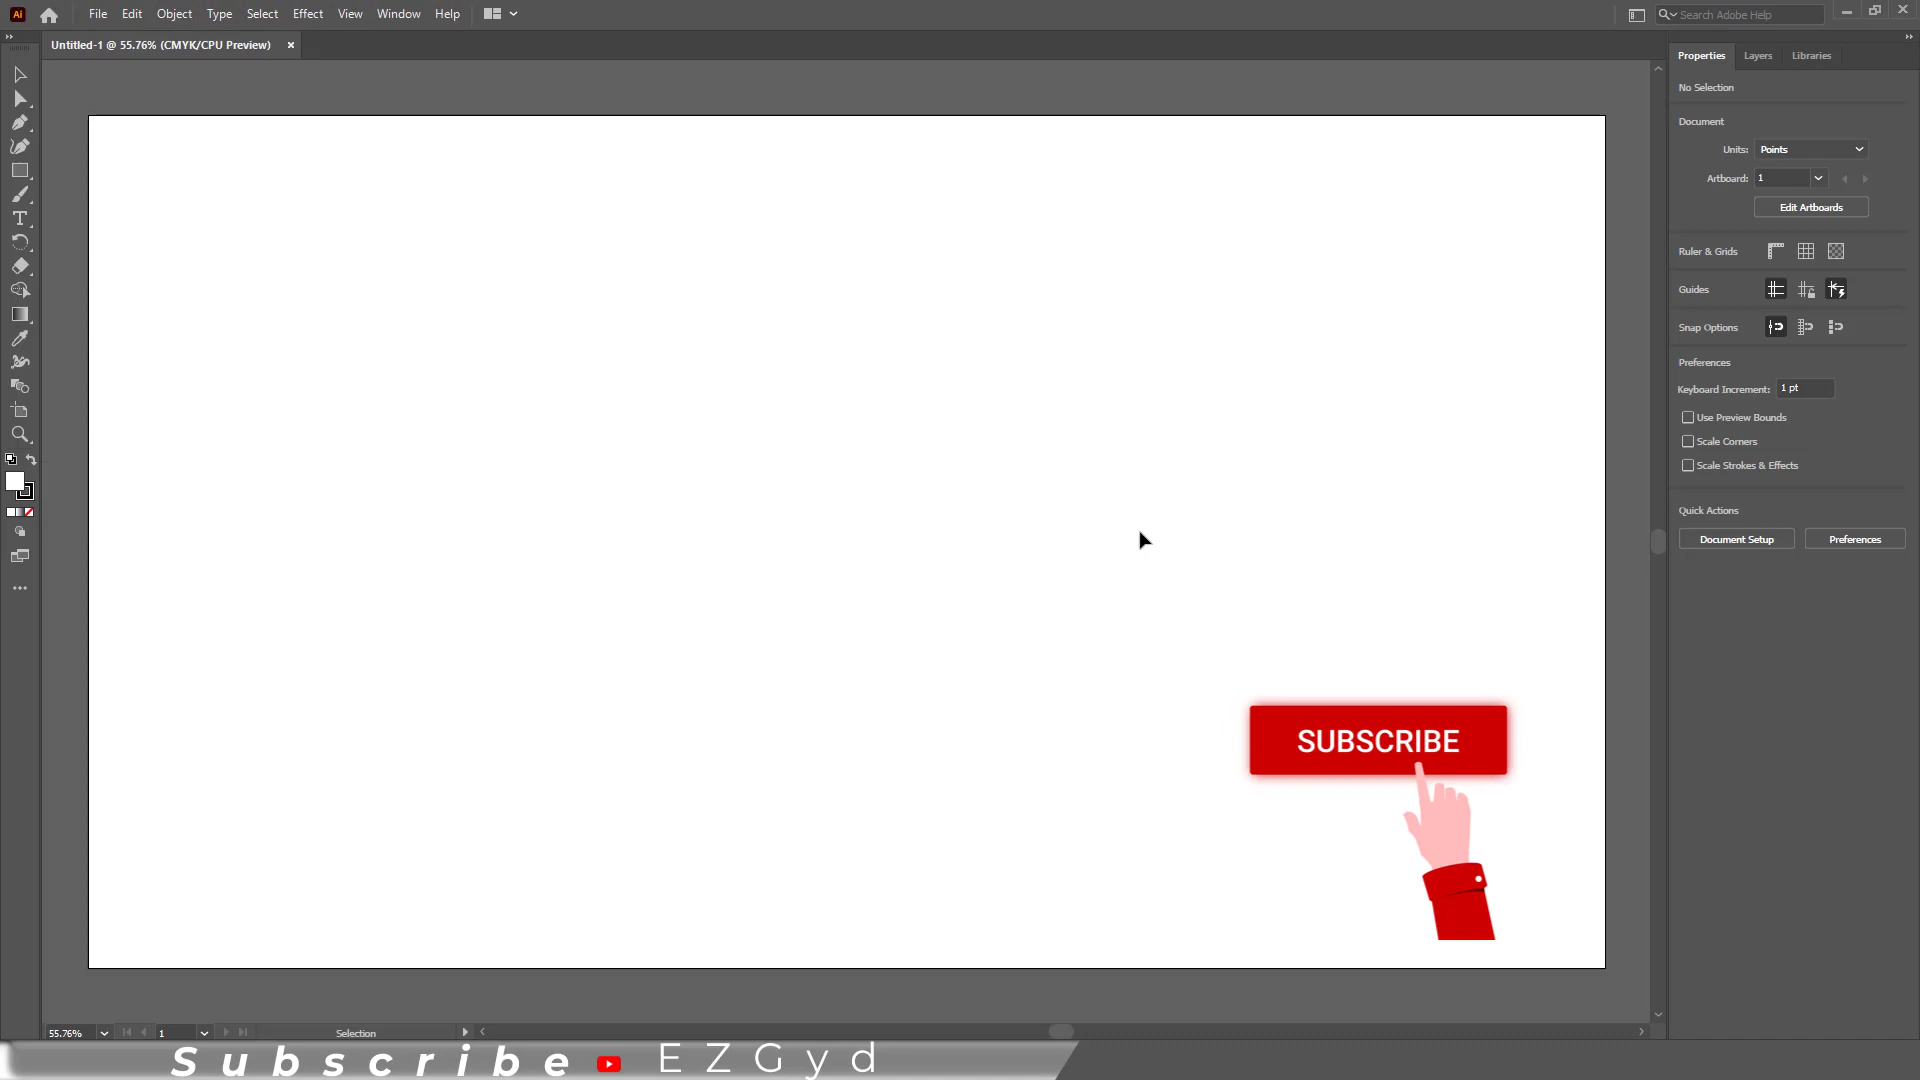 Ai File Edit Object Type Select Effect View Window Help Search Adobe Help
Untitled-1 @ 55.76% (CMYK/CPU Preview) ×
Properties Layers Libraries
No Selection
Document
Units: Points
Artboard: 1
Edit Artboards
Ruler & Grids
Guides
Snap Options
Preferences
Keyboard Increment: 1 pt
Use Preview Bounds
Scale Corners
Scale Strokes & Effects
Quick Actions
Document Setup Preferences
SUBSCRIBE
55.76% 1 Selection
Subscribe EZGyd